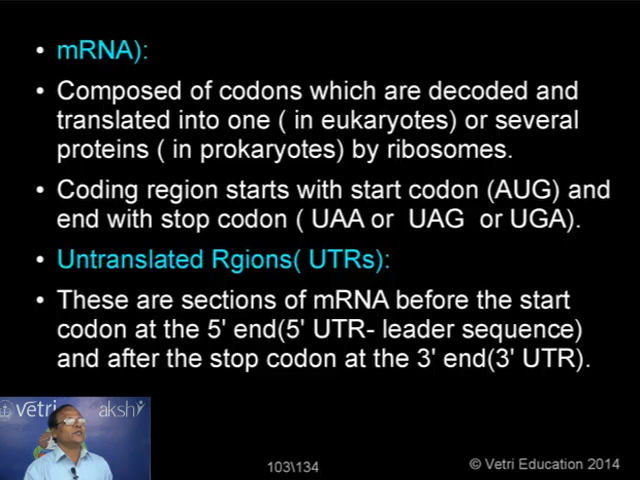 • mRNA):
• Composed of codons which are decoded and
translated into one ( in eukaryotes) or several
proteins ( in prokaryotes) by ribosomes.
• Coding region starts with start codon (AUG) and
end with stop codon ( UAA or UAG or UGA).
• Untranslated Rgions( UTRs):
• These are sections of mRNA before the start
codon at the 5' end(5' UTR- leader sequence)
and after the stop codon at the 3' end(3' UTR).
vetri
akshi
103\134
© Vetri Education 2014